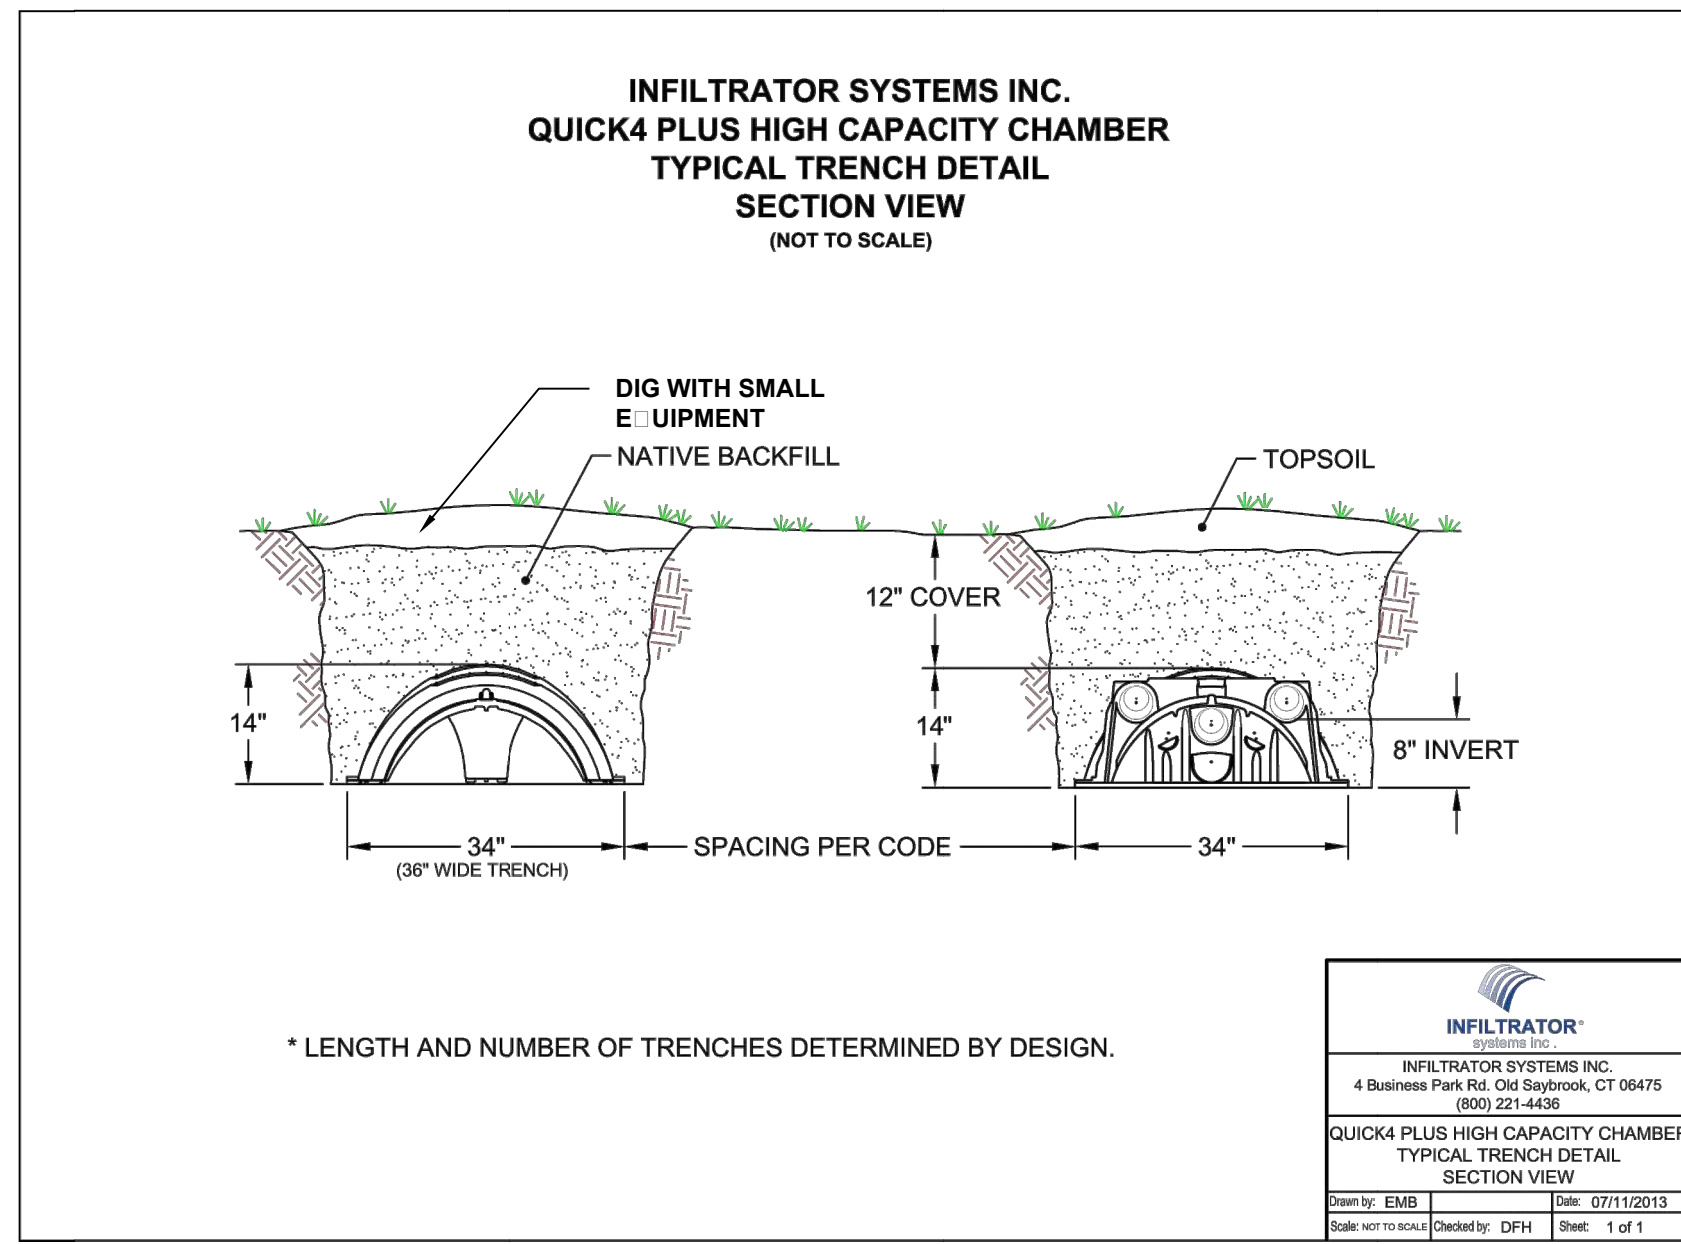 INFILTRATOR SYSTEMS INC.
QUICK4 PLUS HIGH CAPACITY CHAMBER
TYPICAL TRENCH DETAIL
SECTION VIEW
(NOT TO SCALE)
DIG WITH SMALL
E□UIPMENT
NATIVE BACKFILL
TOPSOIL
12" COVER
14"
14"
8" INVERT
34"
(36" WIDE TRENCH)
SPACING PER CODE
34"
* LENGTH AND NUMBER OF TRENCHES DETERMINED BY DESIGN.
INFILTRATOR®
systems inc.
INFILTRATOR SYSTEMS INC.
4 Business Park Rd. Old Saybrook, CT 06475
(800) 221-4436
QUICK4 PLUS HIGH CAPACITY CHAMBER
TYPICAL TRENCH DETAIL
SECTION VIEW
Drawn by: EMB Date: 07/11/2013
Scale: NOT TO SCALE Checked by: DFH Sheet: 1 of 1